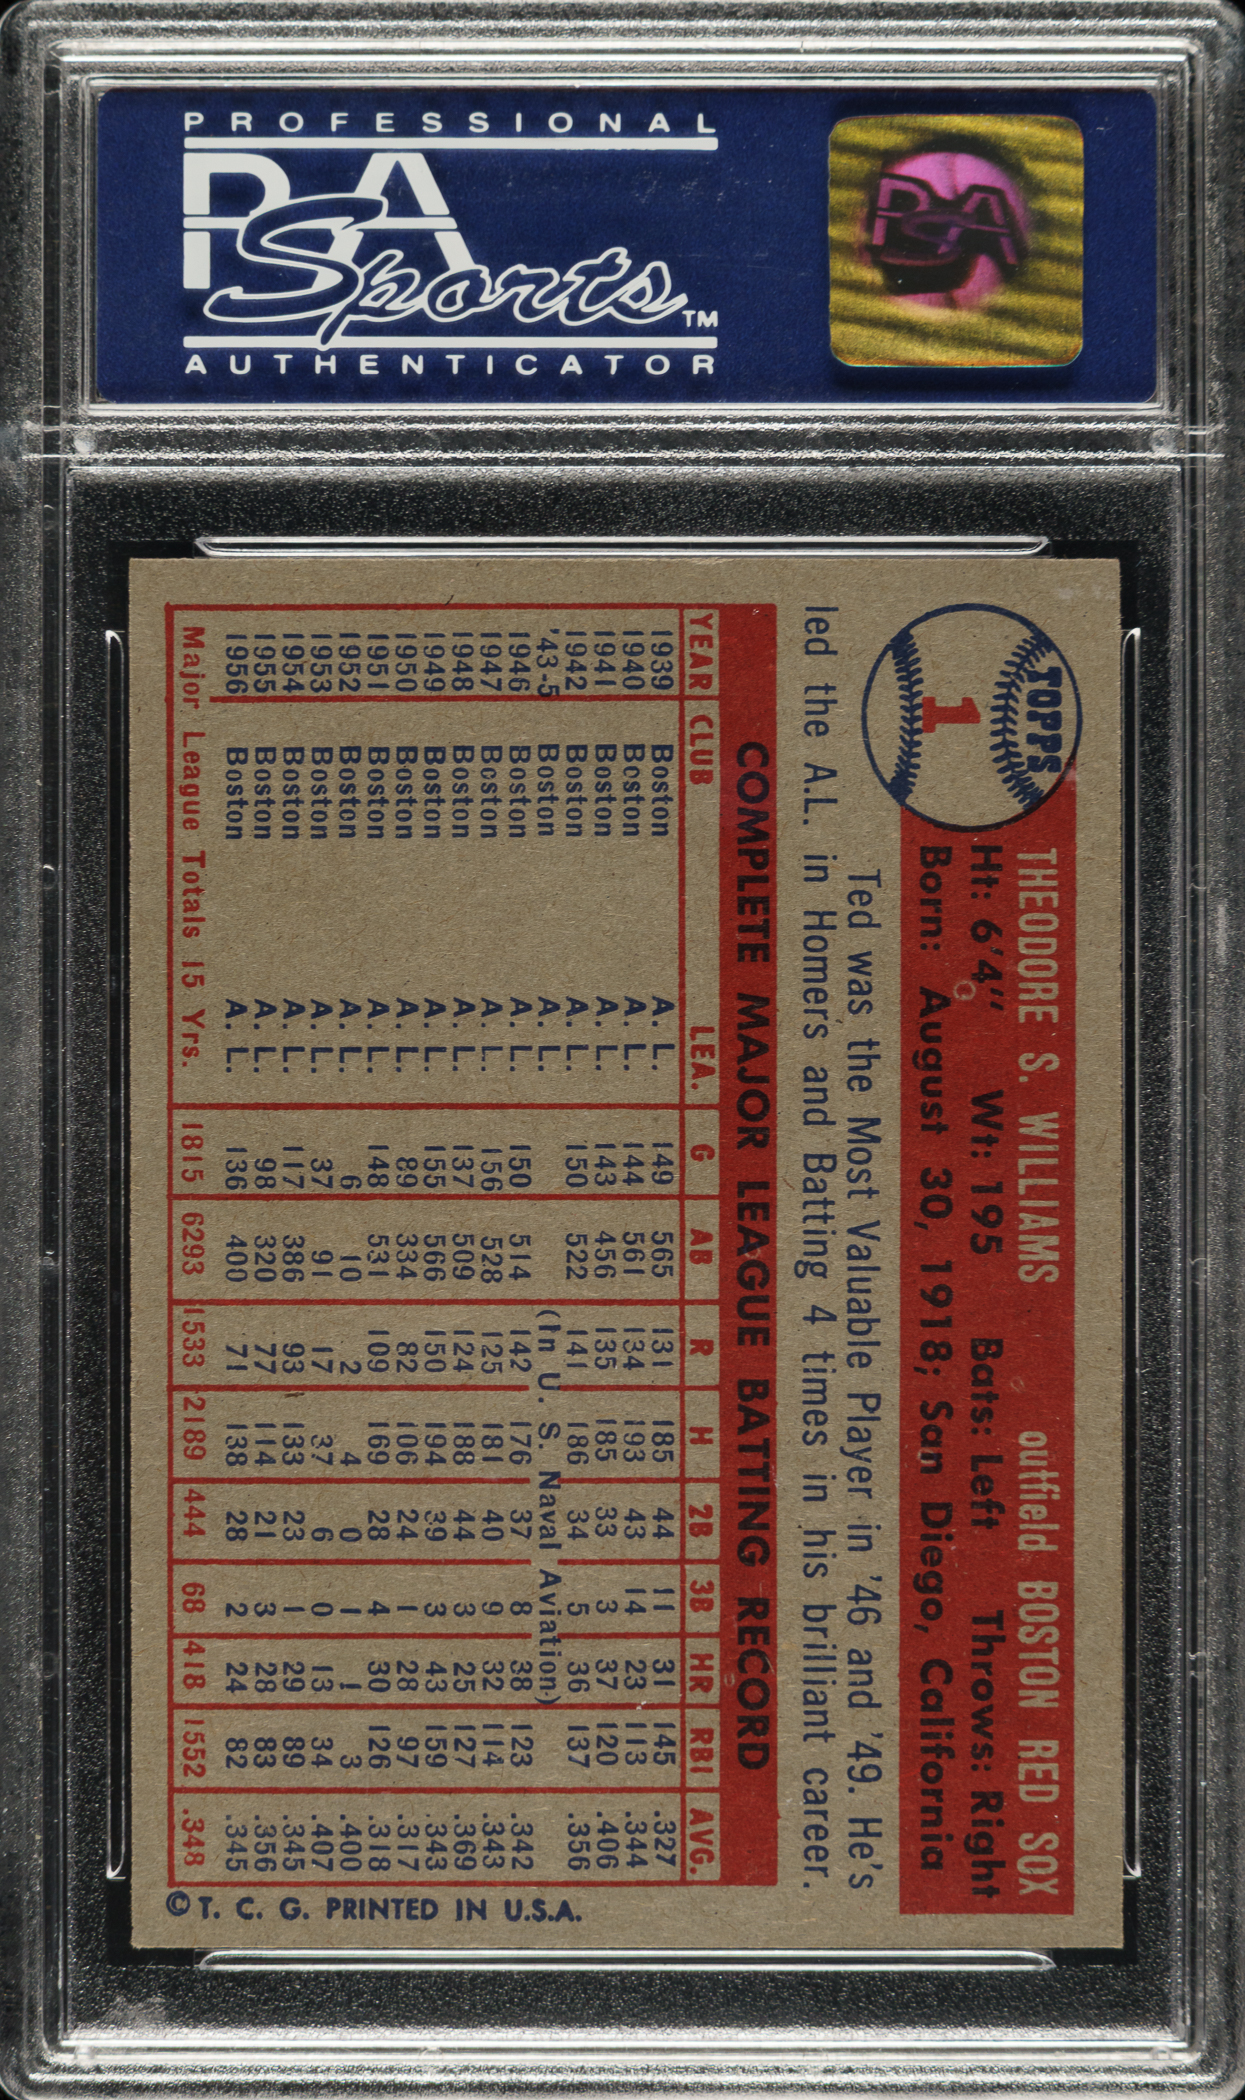 PROFESSIONAL
PSA
Sports™
AUTHENTICATOR
PSA
TOPPS
1
THEODORE S. WILLIAMS outfield BOSTON RED SOX
Ht: 6'4" Wt: 195 Bats: Left Throws: Right
Born: August 30, 1918; San Diego, California
Ted was the Most Valuable Player in '46 and '49. He's
led the A.L. in Homers and Batting 4 times in his brilliant career.
COMPLETE MAJOR LEAGUE BATTING RECORD
YEAR CLUB LEA. G AB R H 2B 3B HR RBI AVG.
1939 Boston A. L. 149 565 131 185 44 11 31 145 .327
1940 Boston A. L. 144 561 134 193 43 14 23 113 .344
1941 Boston A. L. 143 456 135 185 33 3 37 120 .406
1942 Boston A. L. 150 522 141 186 34 5 36 137 .356
'43-5 Boston A. L. (In U. S. Naval Aviation)
1946 Boston A. L. 150 514 142 176 37 8 38 123 .342
1947 Boston A. L. 156 528 125 181 40 9 32 114 .343
1948 Boston A. L. 137 509 124 188 44 3 25 127 .369
1949 Boston A. L. 155 566 150 194 39 3 43 159 .343
1950 Boston A. L. 89 334 82 106 24 1 28 97 .317
1951 Boston A. L. 148 531 109 169 28 4 30 126 .318
1952 Boston A. L. 6 10 2 4 0 1 1 3 .400
1953 Boston A. L. 37 91 17 37 6 0 13 34 .407
1954 Boston A. L. 117 386 93 133 23 1 29 89 .345
1955 Boston A. L. 98 320 77 114 21 3 28 83 .356
1956 Boston A. L. 136 400 71 138 28 2 24 82 .345
Major League Totals 15 Yrs. 1815 6293 1533 2189 444 68 418 1552 .348
© T. C. G. PRINTED IN U.S.A.